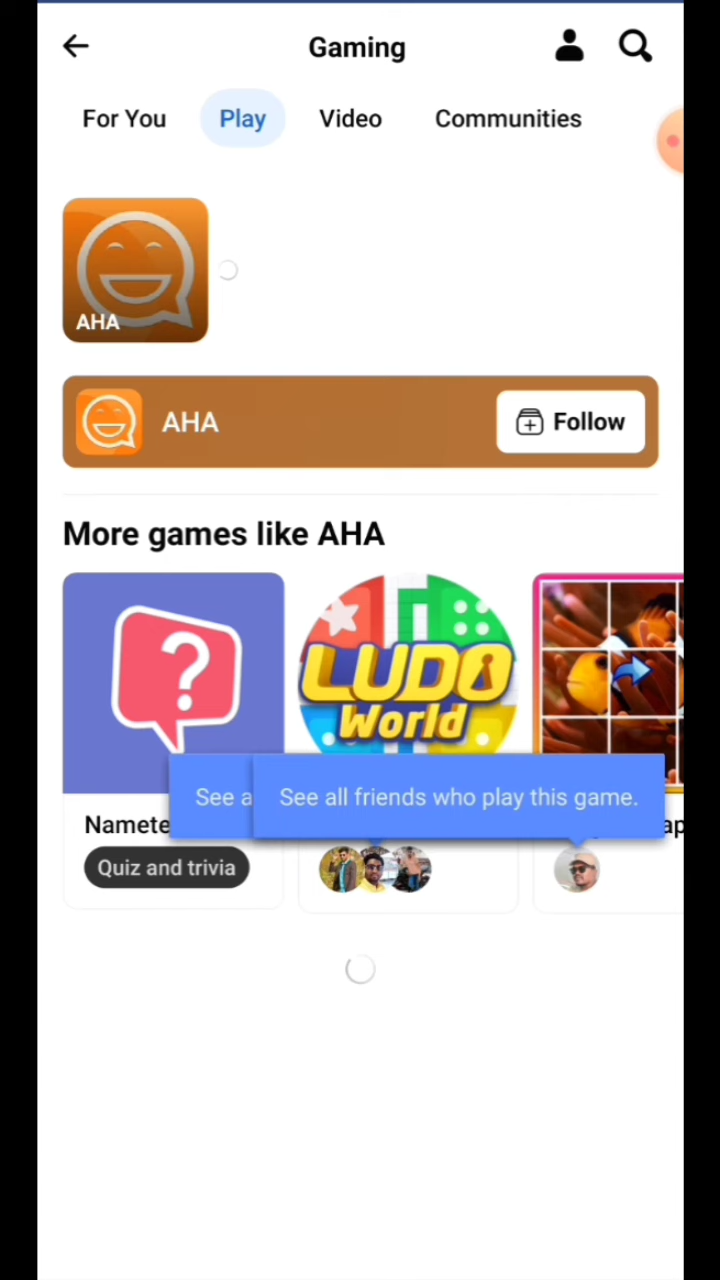 Gaming
For You
Play
Video
Communities
AHA
AHA
Follow
More games like AHA
?
LUDO
World
See a
See all friends who play this game.
Namete
ap
Quiz and trivia